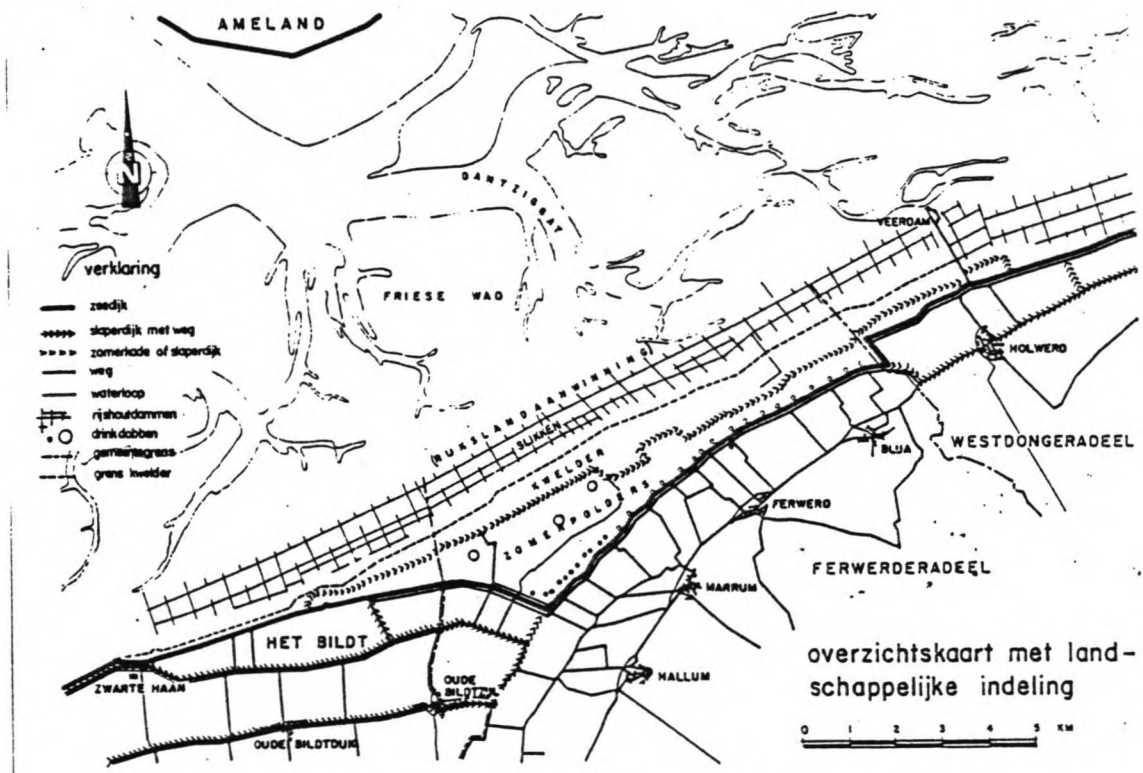 AMELAND
N
DANTZIGGAT
VEERDAM
verklaring
zeedijk
slaperdijk met weg
zomerkade of slaperdijk
weg
waterloop
rijshoutdammen
drinkdobben
gemeentegrens
grens kwelder
FRIESE WAD
(RIJKSLANDAANWINNING)
SLIKKEN
KWELDER
ZOMERPOLDERS
HOLWERD
BLIJA
WESTDONGERADEEL
FERWERD
FERWERDERADEEL
MARRUM
HET BILDT
ZWARTE HAAN
OUDE
BILDTZIJL
HALLUM
OUDE BILDTDIJK
overzichtskaart met land-
schappelijke indeling
0 1 2 3 4 5 KM